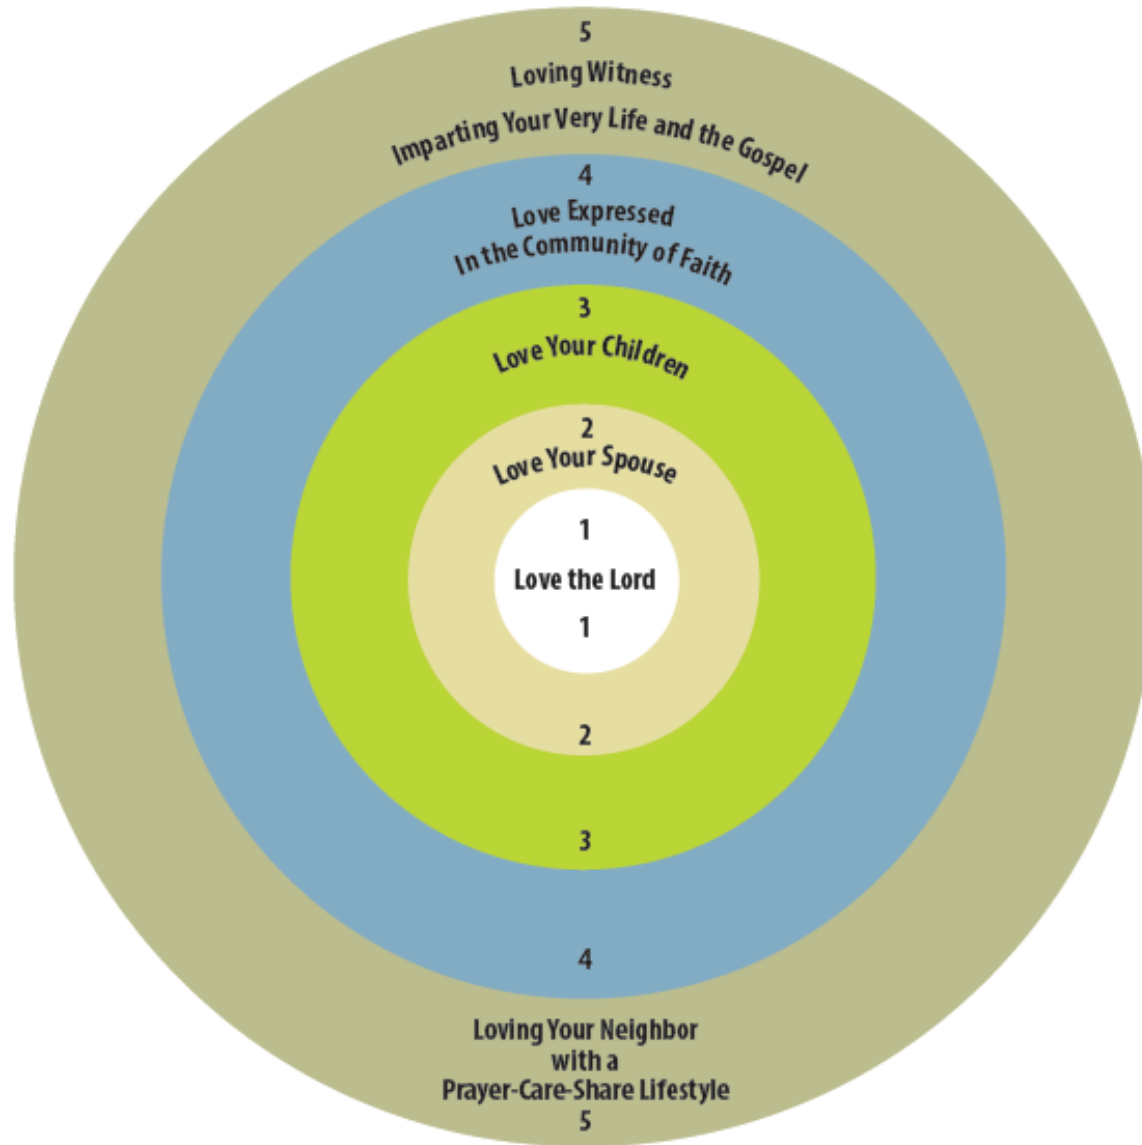 5
Loving Witness
Imparting Your Very Life and the Gospel
4
Love Expressed
In the Community of Faith
3
Love Your Children
2
Love Your Spouse
1
Love the Lord
1
2
3
4
Loving Your Neighbor
with a
Prayer-Care-Share Lifestyle
5